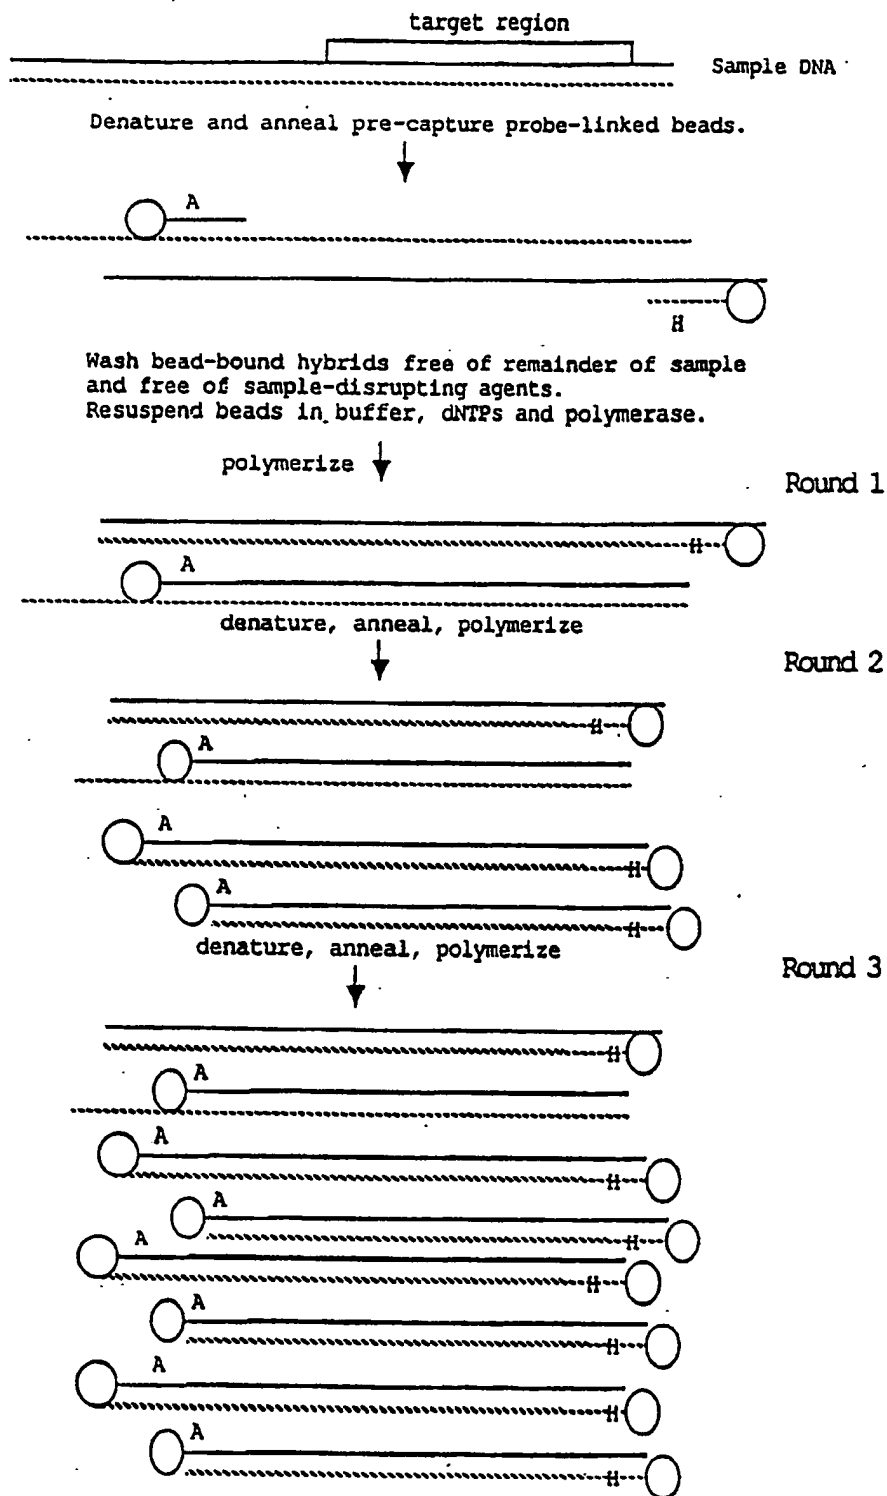 target region
Sample DNA
Denature and anneal pre-capture probe-linked beads.
A
H
Wash bead-bound hybrids free of remainder of sample
and free of sample-disrupting agents.
Resuspend beads in buffer, dNTPs and polymerase.
polymerize
Round 1
H
A
denature, anneal, polymerize
Round 2
H
A
A
H
A
H
denature, anneal, polymerize
Round 3
H
A
A
H
A
H
A
H
A
H
A
H
A
H